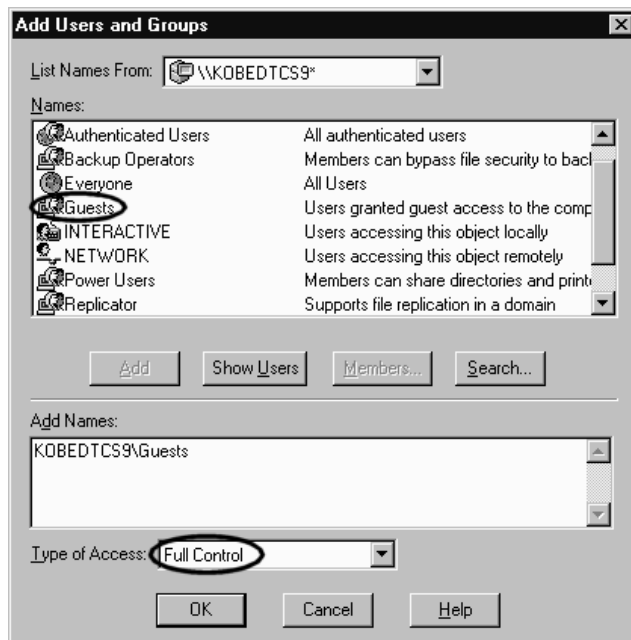 Add Users and Groups
List Names From: \\KOBEDTCS9*
Names:
Authenticated Users All authenticated users
Backup Operators Members can bypass file security to bacl
Everyone All Users
Guests Users granted guest access to the comp
INTERACTIVE Users accessing this object locally
NETWORK Users accessing this object remotely
Power Users Members can share directories and print
Replicator Supports file replication in a domain
Add Show Users Members... Search...
Add Names:
KOBEDTCS9\Guests
Type of Access: Full Control
OK Cancel Help